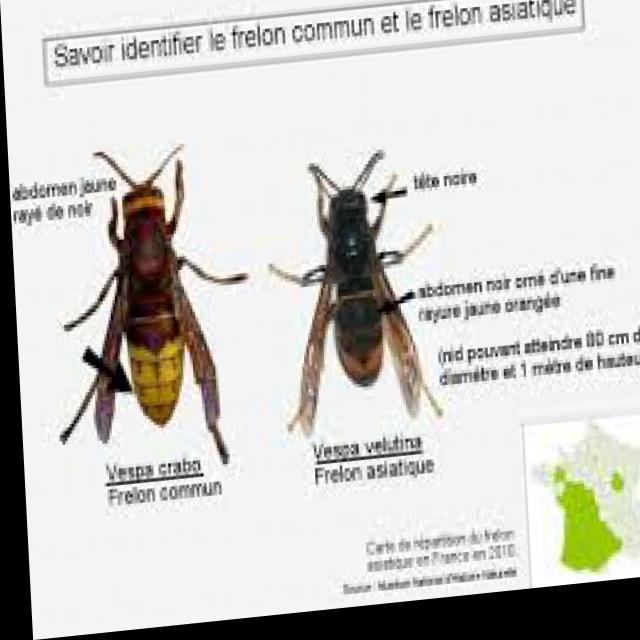 Savoir identifier le frelon commun et le frelon asiatique
abdomen jaune
rayé de noir
tête noire
abdomen noir orné d'une fine
rayure jaune orangée
(nid pouvant atteindre 80 cm d
diamètre et 1 mètre de hauteu
Vespa crabo
Frelon commun
Vespa velutina
Frelon asiatique
Carte de répartition du frelon
asiatique en France en 2010.
Source :